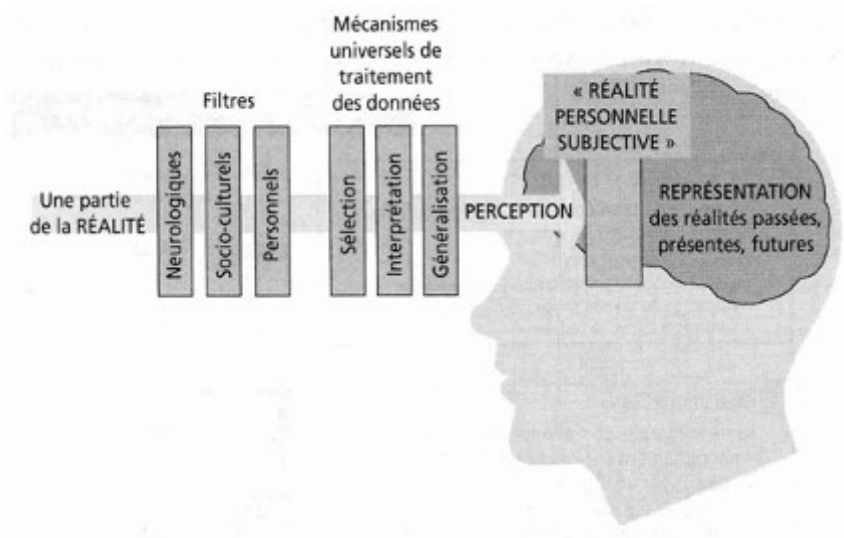 Mécanismes
universels de
traitement
des données
Filtres
Une partie
de la RÉALITÉ
Neurologiques
Socio-culturels
Personnels
Sélection
Interprétation
Généralisation
PERCEPTION
« RÉALITÉ
PERSONNELLE
SUBJECTIVE »
REPRÉSENTATION
des réalités passées,
présentes, futures